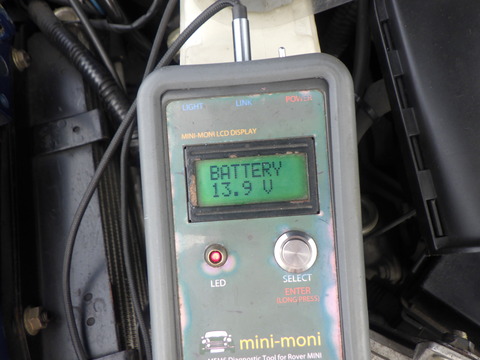 LIGHT LINK POWER
MINI-MONI LCD DISPLAY
BATTERY
13.9 V
LED SELECT
ENTER
(LONG PRESS)
mini-moni
MEMS Diagnostic Tool for Rover MINI